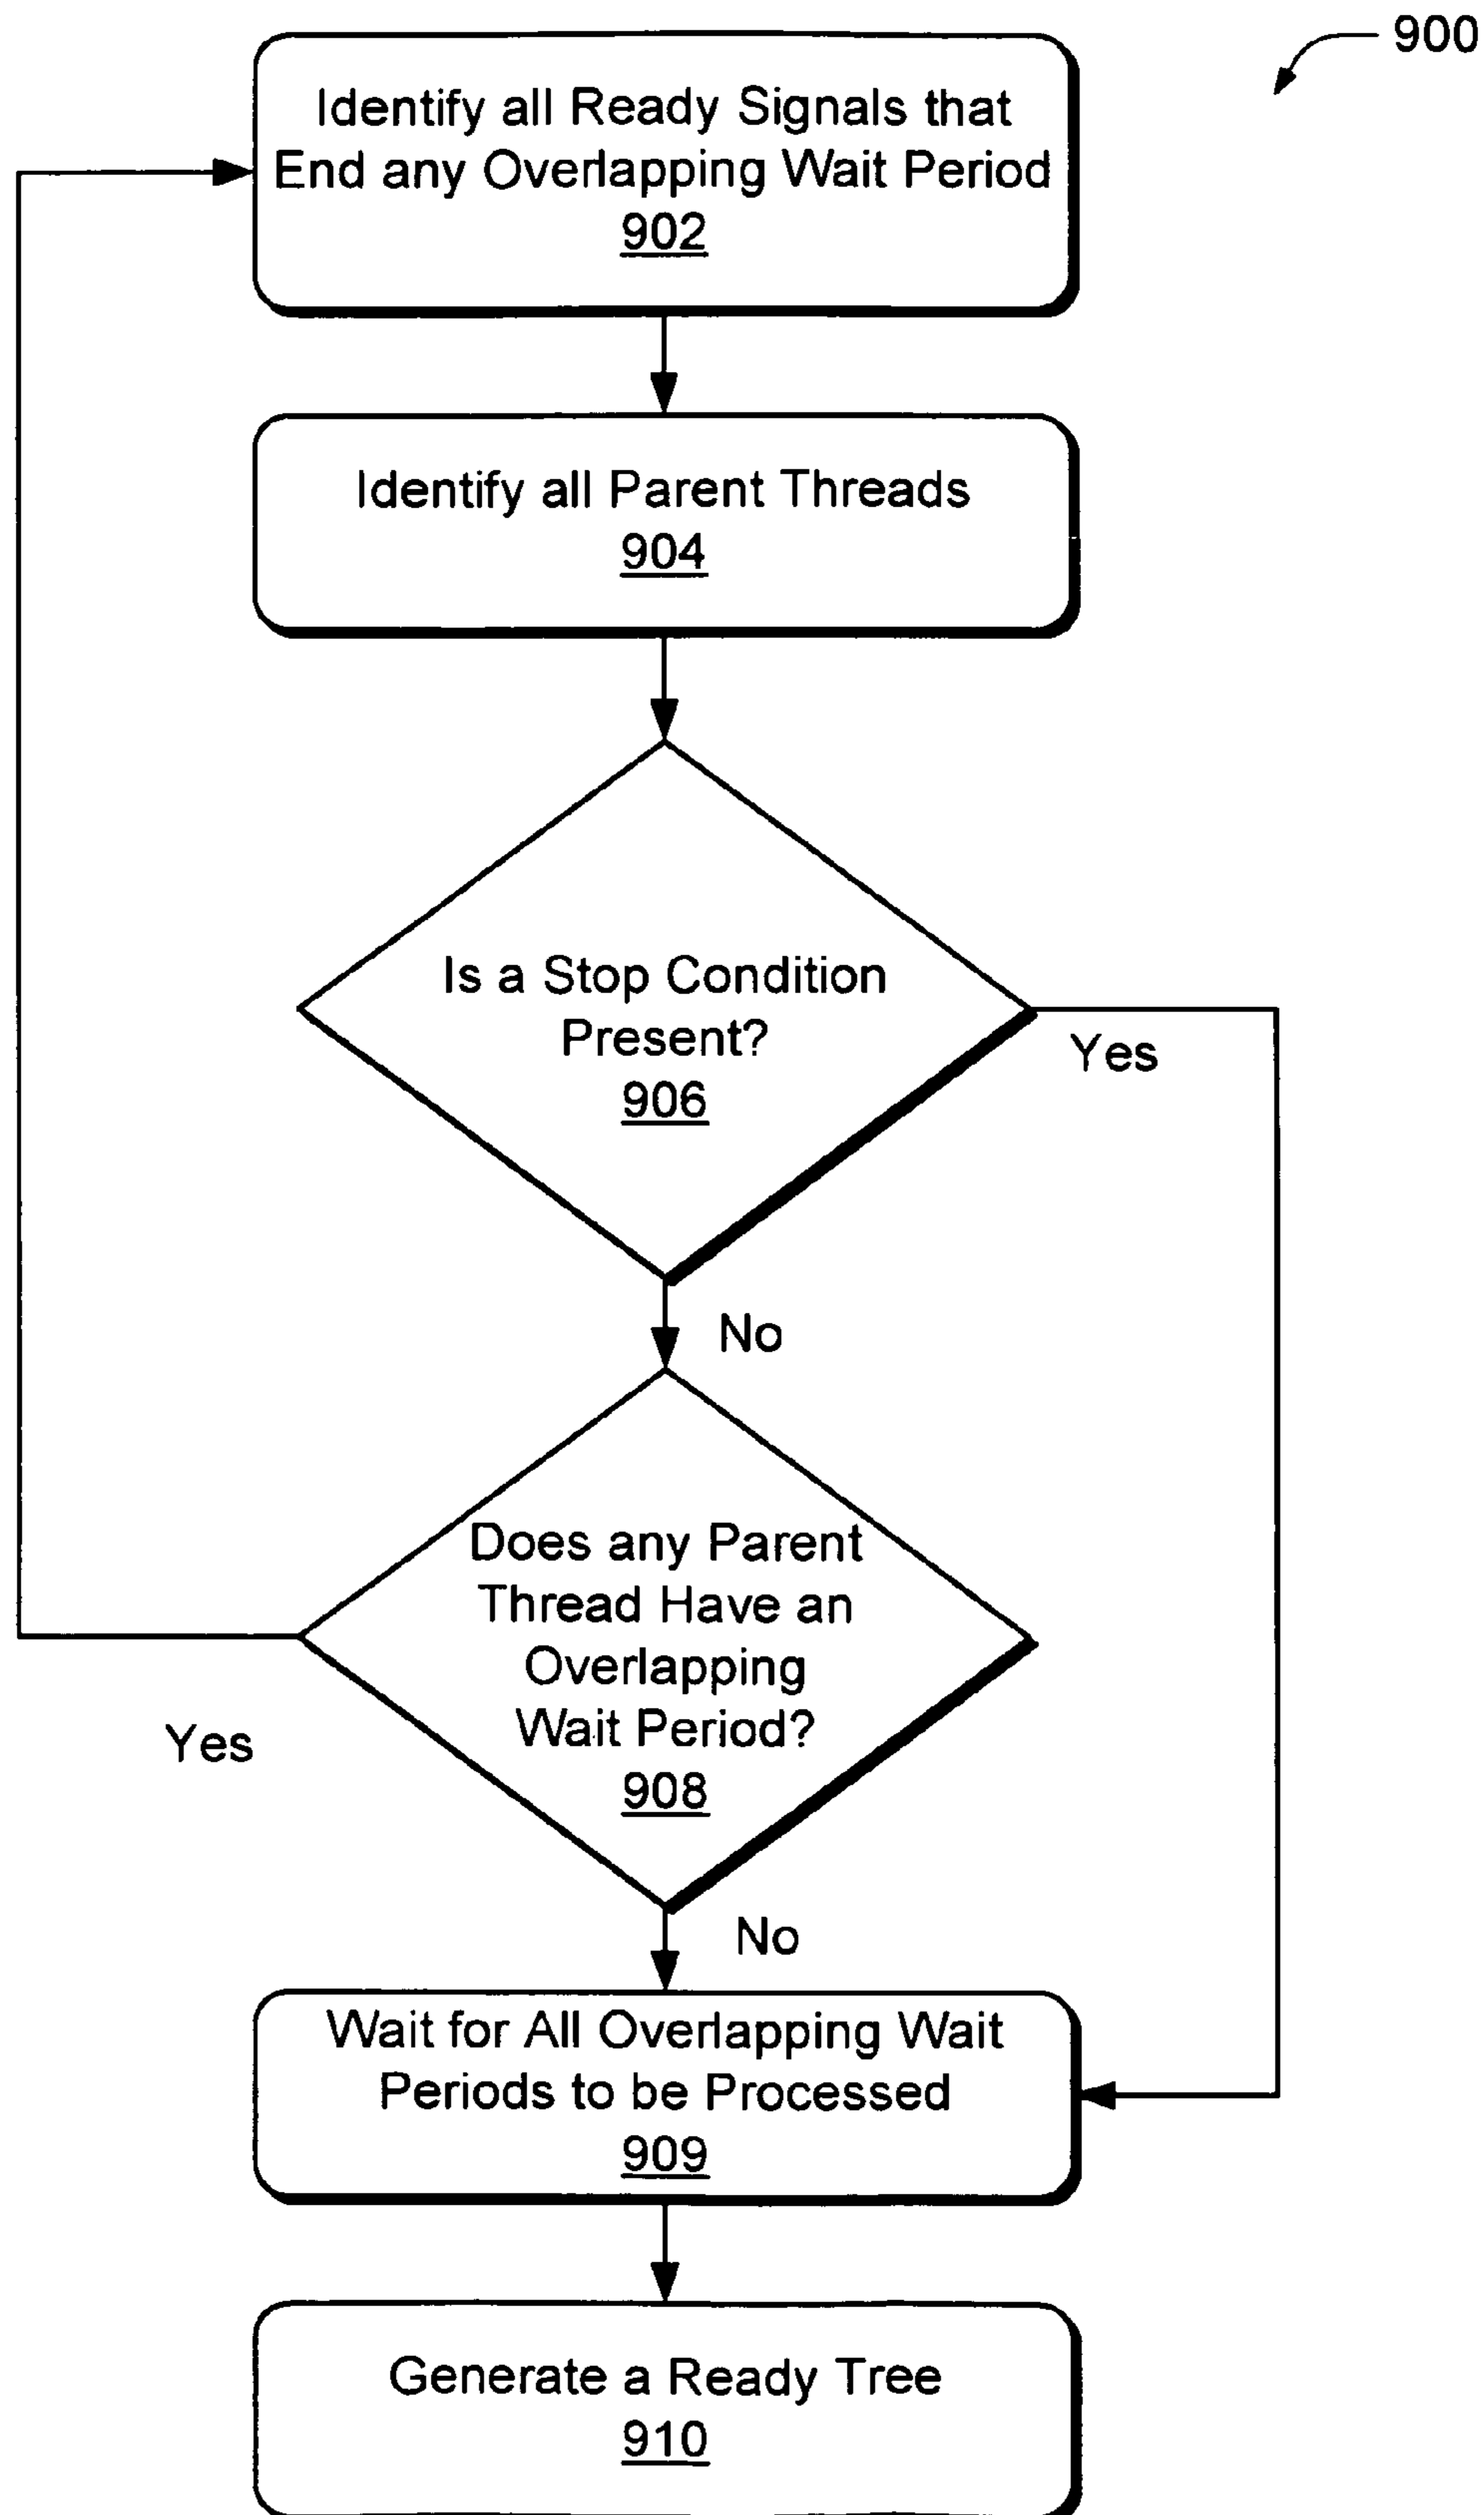 900
Identify all Ready Signals that
End any Overlapping Wait Period
902
Identify all Parent Threads
904
Is a Stop Condition
Present?
906
Yes
No
Does any Parent
Thread Have an
Overlapping
Wait Period?
908
Yes
No
Wait for All Overlapping Wait
Periods to be Processed
909
Generate a Ready Tree
910